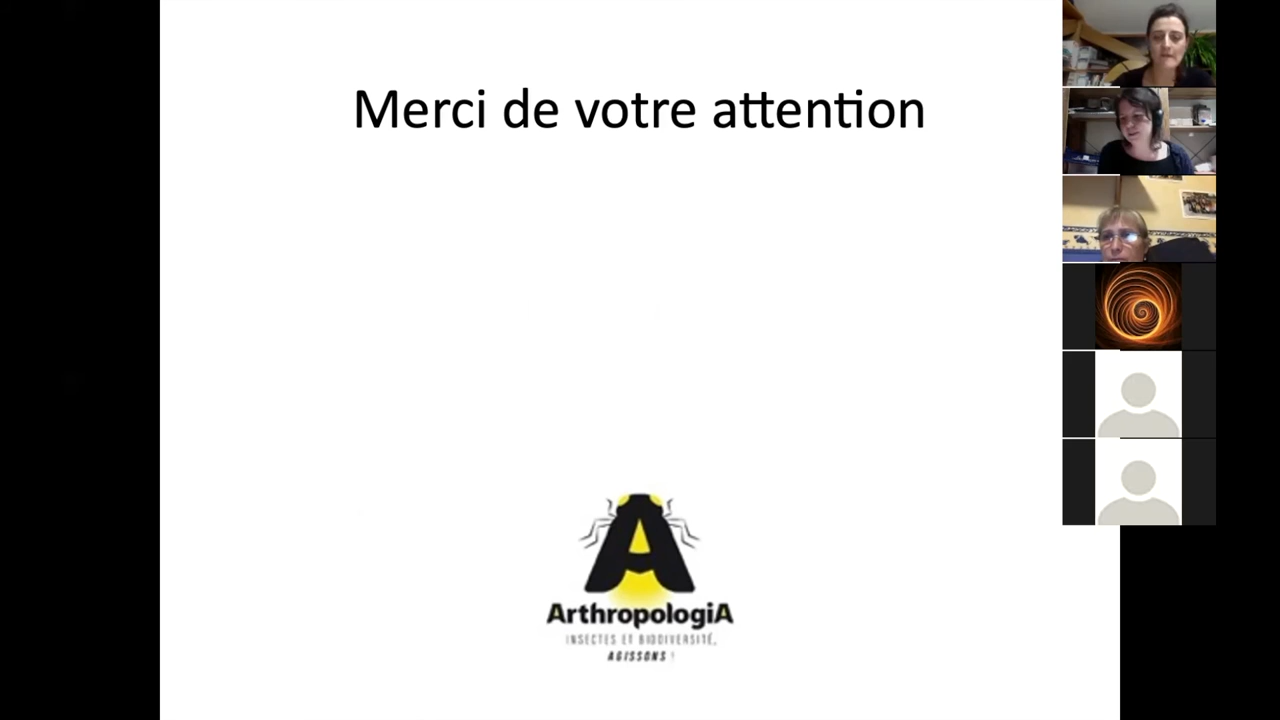 Merci de votre attention
ArthropologiA
INSECTES ET BIODIVERSITÉ,
AGISSONS !